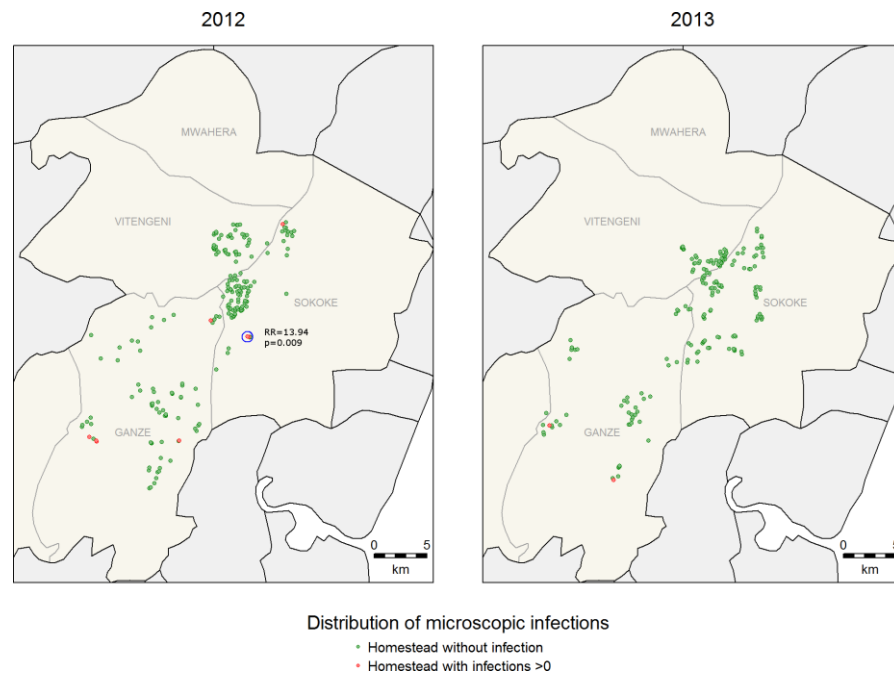 2012
2013
MWAHERA
VITENGENI
SOKOKE
RR=13.94
p=0.009
GANZE
0 5
km
MWAHERA
VITENGENI
SOKOKE
GANZE
0 5
km
Distribution of microscopic infections
Homestead without infection
Homestead with infections >0